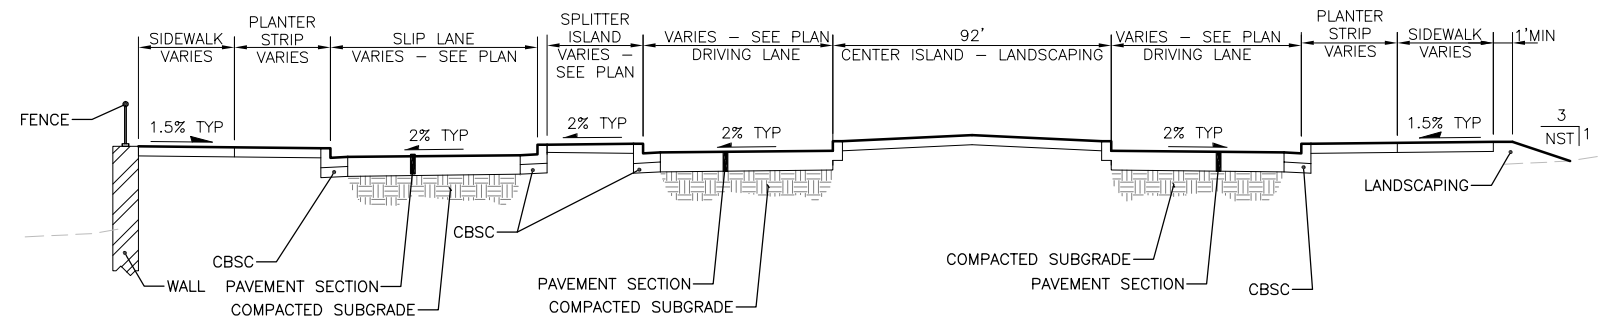 SIDEWALK
VARIES
PLANTER
STRIP
VARIES
SLIP LANE
VARIES – SEE PLAN
SPLITTER
ISLAND
VARIES –
SEE PLAN
VARIES – SEE PLAN
DRIVING LANE
92'
CENTER ISLAND – LANDSCAPING
VARIES – SEE PLAN
DRIVING LANE
PLANTER
STRIP
VARIES
SIDEWALK
VARIES
1'MIN
FENCE
1.5% TYP
2% TYP
2% TYP
2% TYP
2% TYP
1.5% TYP
3
NST 1
LANDSCAPING
CBSC
WALL
PAVEMENT SECTION
COMPACTED SUBGRADE
CBSC
PAVEMENT SECTION
COMPACTED SUBGRADE
COMPACTED SUBGRADE
PAVEMENT SECTION
CBSC